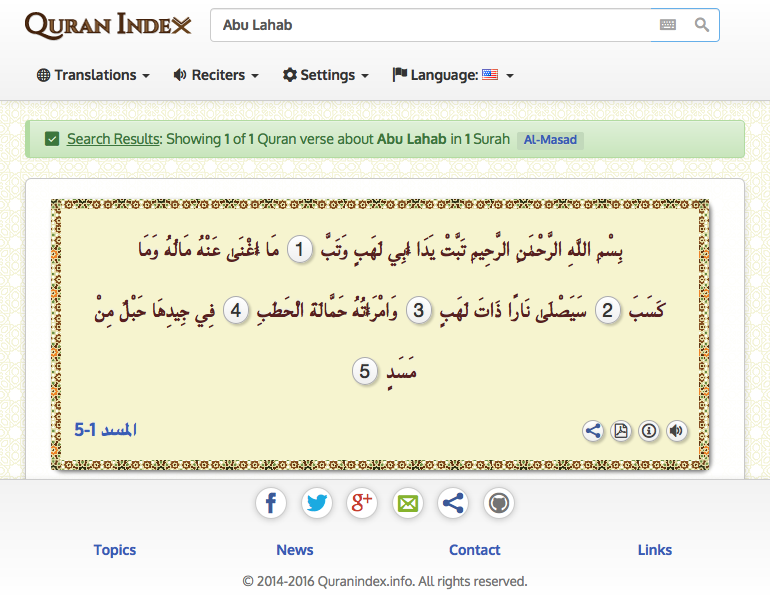 QURAN INDEX
Abu Lahab
Translations
Reciters
Settings
Language:
Search Results: Showing 1 of 1 Quran verse about Abu Lahab in 1 Surah Al-Masad
بِسْمِ اللَّهِ الرَّحْمَٰنِ الرَّحِيمِ تَبَّتْ يَدَا أَبِي لَهَبٍ وَتَبَّ 1 مَا أَغْنَىٰ عَنْهُ مَالُهُ وَمَا
كَسَبَ 2 سَيَصْلَىٰ نَارًا ذَاتَ لَهَبٍ 3 وَامْرَأَتُهُ حَمَّالَةَ الْحَطَبِ 4 فِي جِيدِهَا حَبْلٌ مِنْ
مَسَدٍ 5
المسد 1-5
Topics
News
Contact
Links
© 2014-2016 Quranindex.info. All rights reserved.